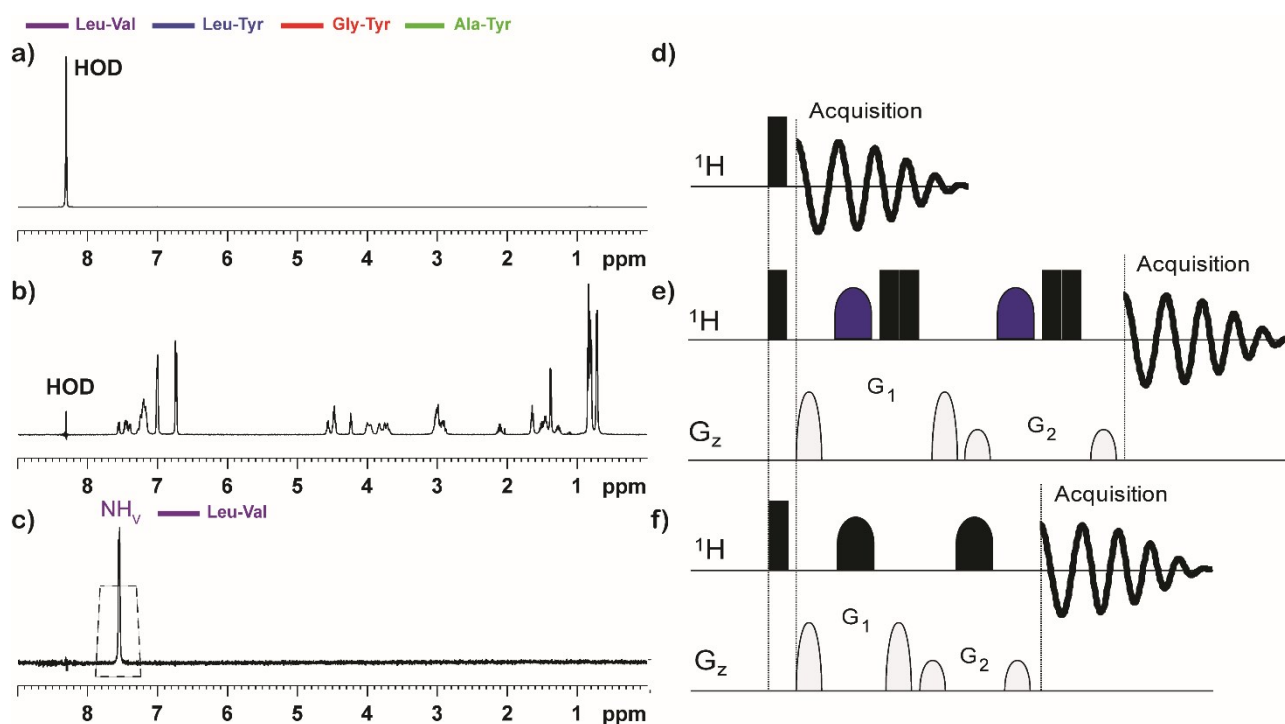 Leu-Val Leu-Tyr Gly-Tyr Ala-Tyr
a)
HOD
8 7 6 5 4 3 2 1 ppm
b)
HOD
8 7 6 5 4 3 2 1 ppm
c)
NHv Leu-Val
8 7 6 5 4 3 2 1 ppm
d)
Acquisition
¹H
e)
Acquisition
¹H
G₁
G₂
Gz
f)
Acquisition
¹H
G₁
G₂
Gz